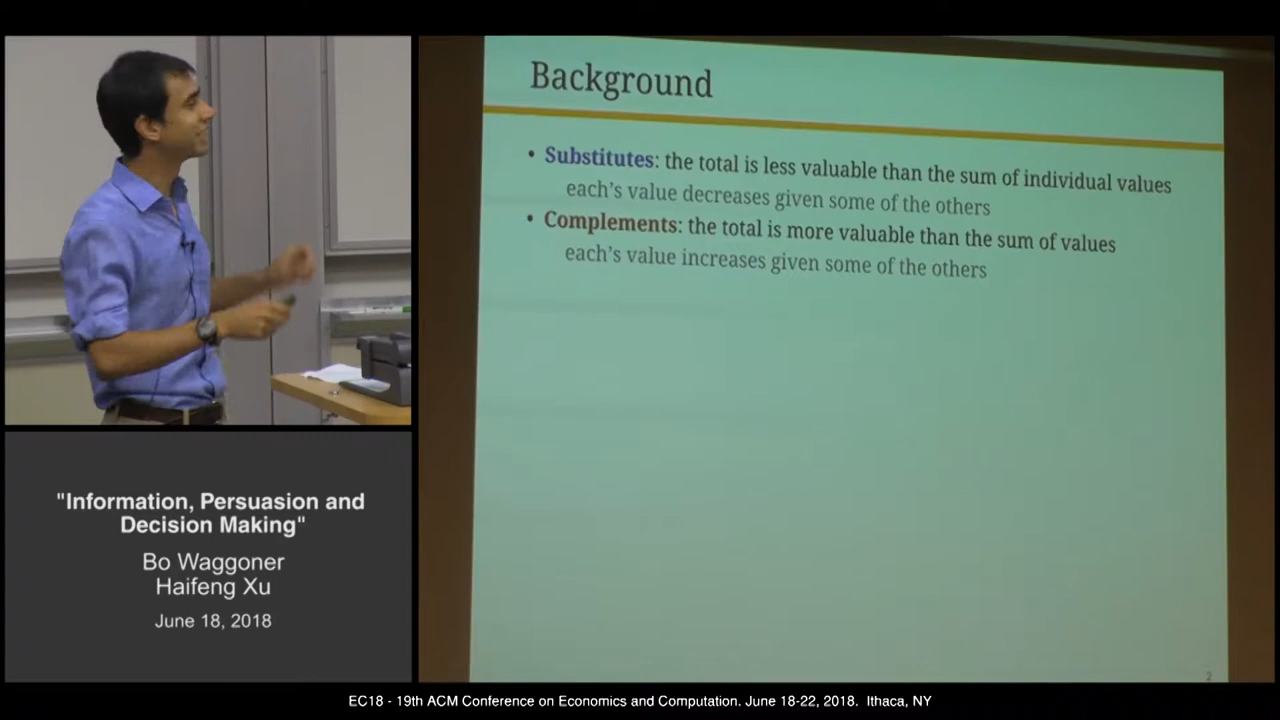 Background
• Substitutes: the total is less valuable than the sum of individual values
each's value decreases given some of the others
• Complements: the total is more valuable than the sum of values
each's value increases given some of the others
2
"Information, Persuasion and
Decision Making"
Bo Waggoner
Haifeng Xu
June 18, 2018
EC18 - 19th ACM Conference on Economics and Computation. June 18-22, 2018. Ithaca, NY